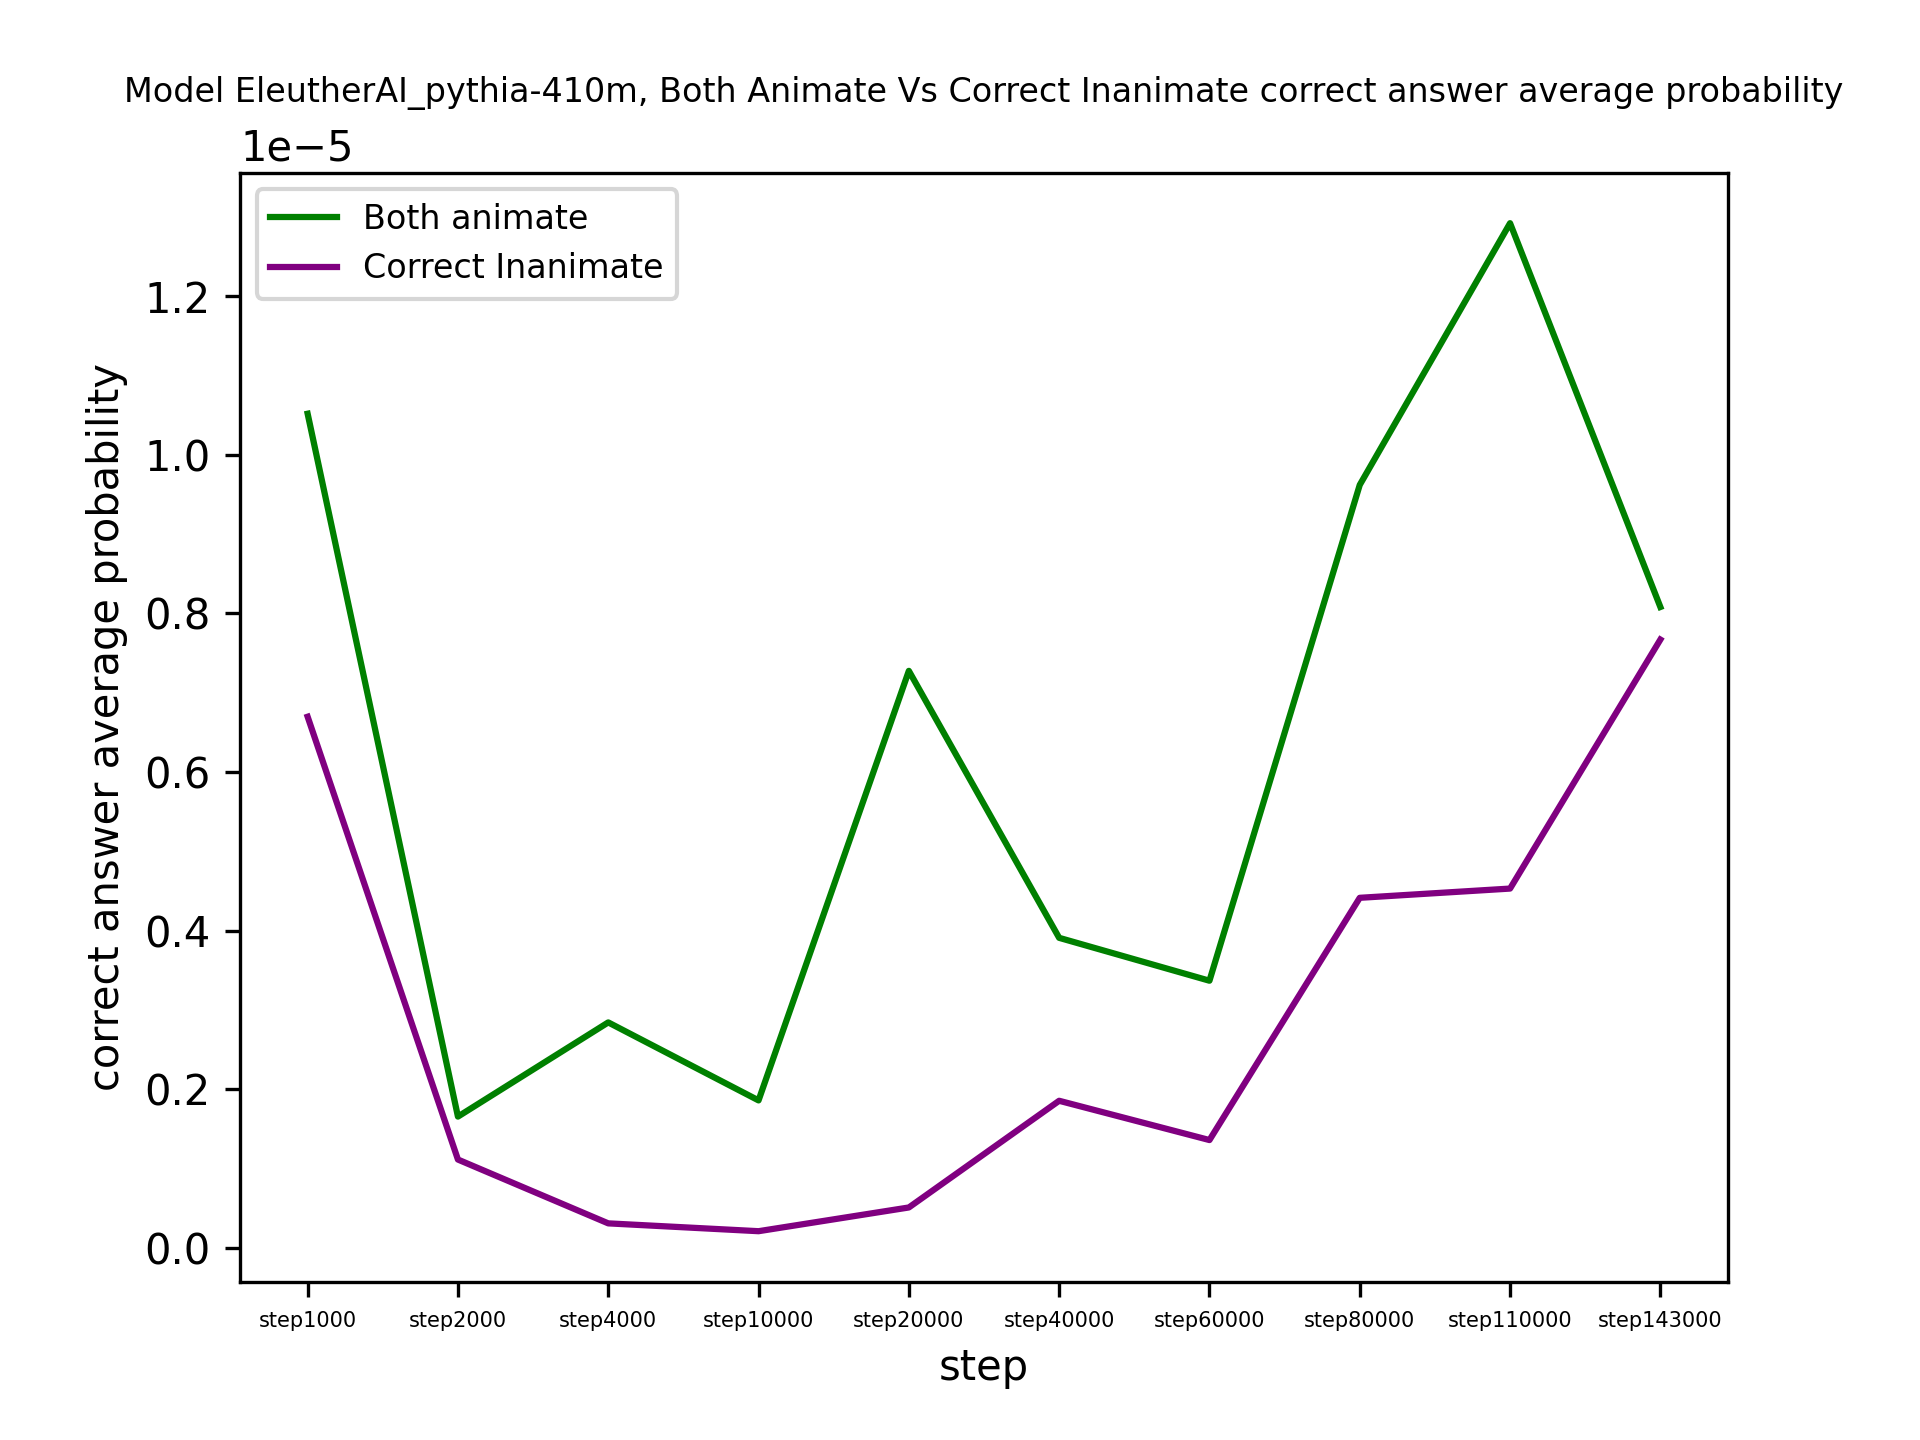 Model EleutherAI_pythia-410m, Both Animate Vs Correct Inanimate correct answer average probability
1e−5
Both animate
Correct Inanimate
1.2
1.0
0.8
0.6
0.4
0.2
0.0
correct answer average probability
step1000 step2000 step4000 step10000 step20000 step40000 step60000 step80000 step110000 step143000
step